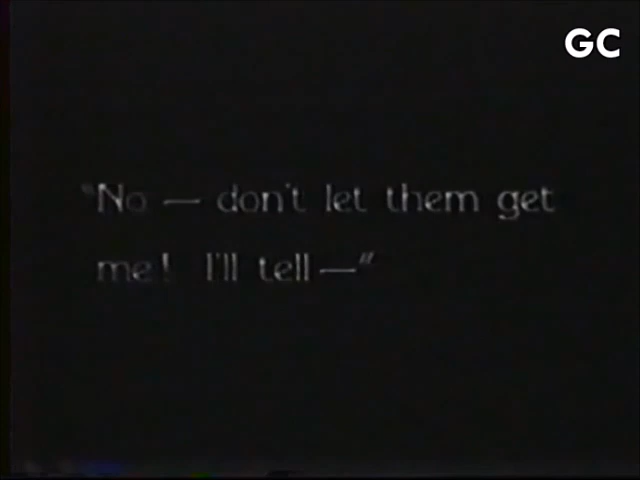 GC
"No — don't let them get
me! I'll tell —"